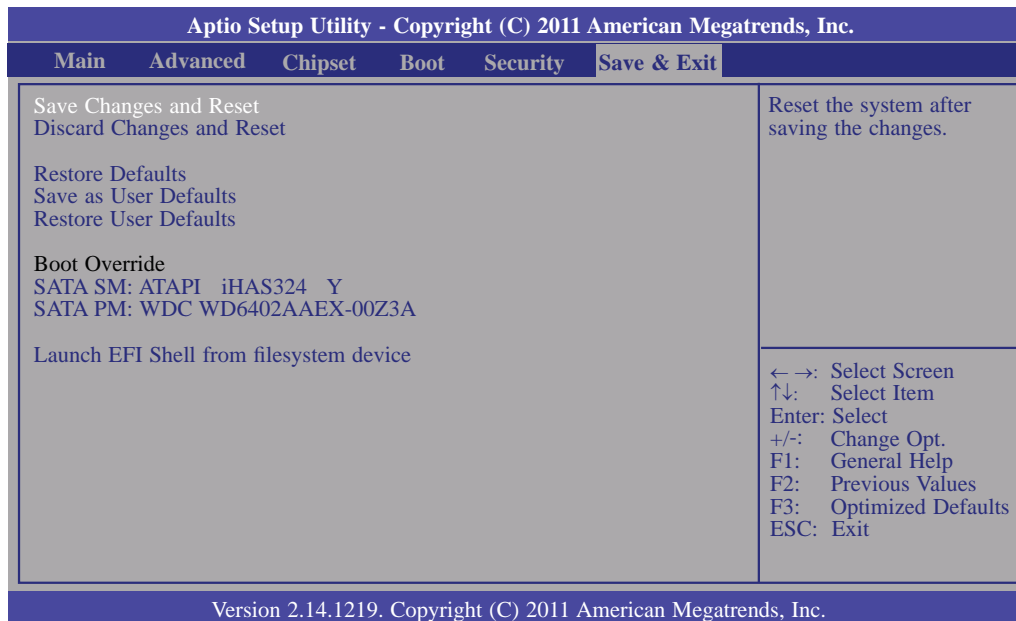 Aptio Setup Utility - Copyright (C) 2011 American Megatrends, Inc.
Main Advanced Chipset Boot Security Save & Exit
Save Changes and Reset
Discard Changes and Reset
Restore Defaults
Save as User Defaults
Restore User Defaults
Boot Override
SATA SM: ATAPI iHAS324 Y
SATA PM: WDC WD6402AAEX-00Z3A
Launch EFI Shell from filesystem device
Reset the system after
saving the changes.
← →: Select Screen
↑↓: Select Item
Enter: Select
+/-: Change Opt.
F1: General Help
F2: Previous Values
F3: Optimized Defaults
ESC: Exit
Version 2.14.1219. Copyright (C) 2011 American Megatrends, Inc.